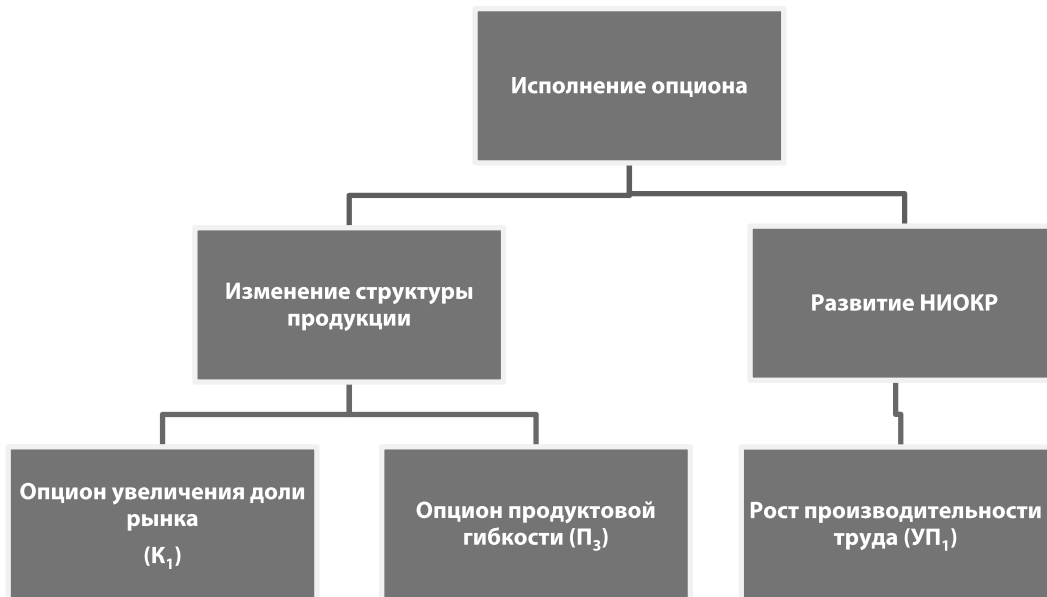 Исполнение опциона
Изменение структуры
продукции
Развитие НИОКР
Опцион увеличения доли
рынка
(К₁)
Опцион продуктовой
гибкости (П₃)
Рост производительности
труда (УП₁)